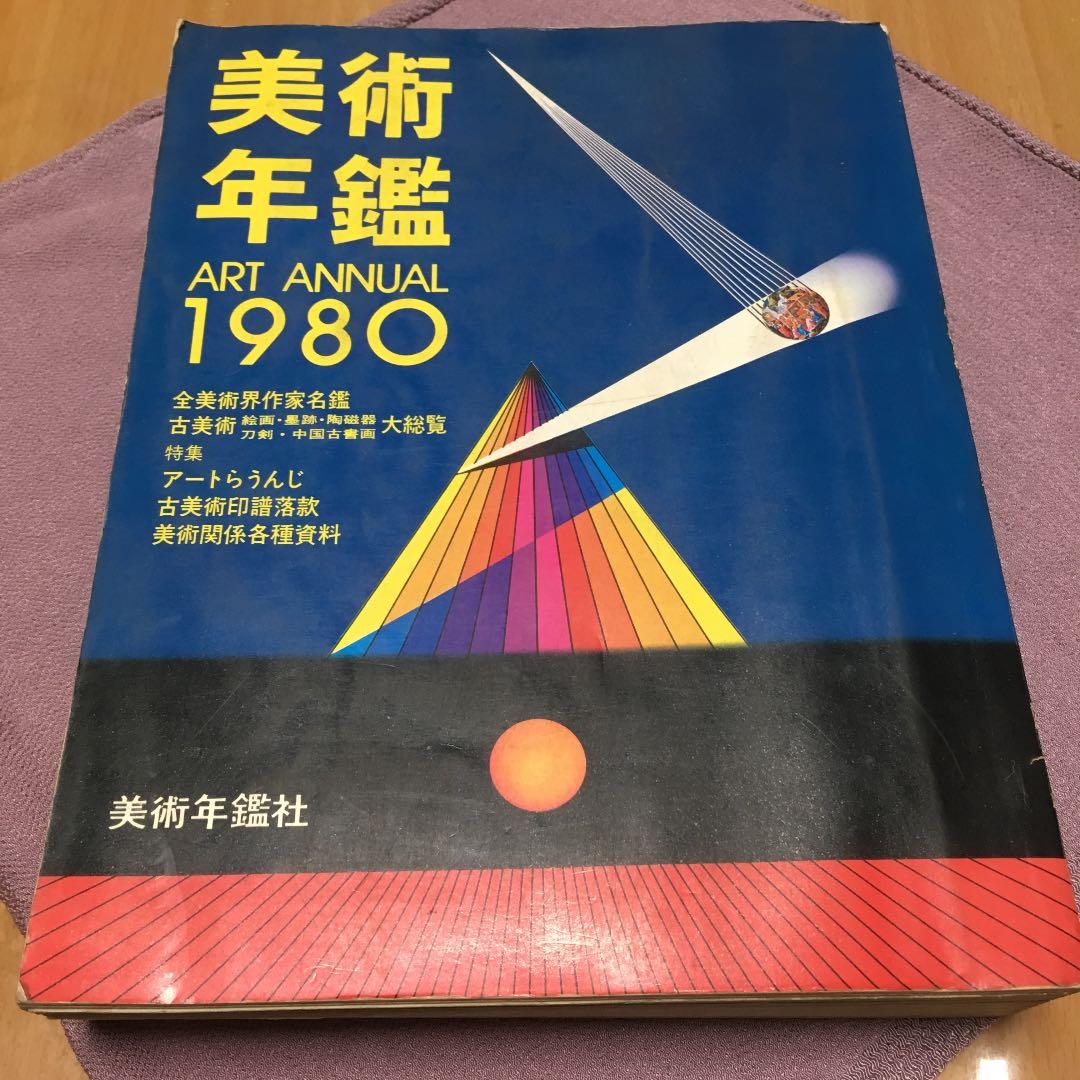 美術
年鑑
ART ANNUAL
1980
全美術界作家名鑑
古美術 絵画・墨跡・陶磁器 大総覧
刀剣・中国古書画
特集
アートらうんじ
古美術印譜落款
美術関係各種資料
美術年鑑社